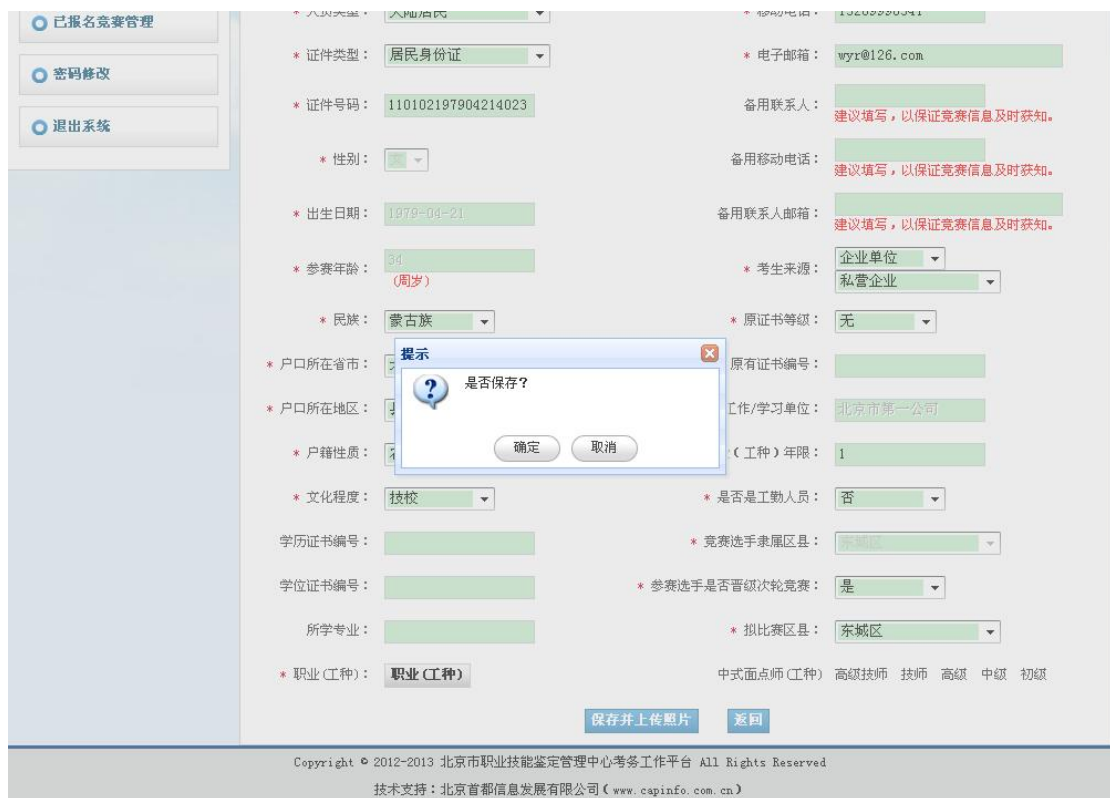 已报名竞赛管理
密码修改
退出系统
* 人员类型： 大陆居民 * 移动电话：
* 证件类型： 居民身份证 * 电子邮箱： wyr@126.com
* 证件号码： 110102197904214023 备用联系人：
建议填写，以保证竞赛信息及时获知。
* 性别： 女 备用移动电话：
建议填写，以保证竞赛信息及时获知。
* 出生日期： 1979-04-21 备用联系人邮箱：
建议填写，以保证竞赛信息及时获知。
* 参赛年龄： 34
(周岁)
* 考生来源： 企业单位
私营企业
* 民族： 蒙古族 * 原证书等级： 无
* 户口所在省市： 原有证书编号：
* 户口所在地区： 工作/学习单位： 北京市第一公司
* 户籍性质： （工种）年限： 1
提示
是否保存?
确定 取消
* 文化程度： 技校 * 是否是工勤人员： 否
学历证书编号： * 竞赛选手隶属区县： 东城区
学位证书编号： * 参赛选手是否晋级次轮竞赛： 是
所学专业： * 拟比赛区县： 东城区
* 职业(工种)： 职业(工种) 中式面点师(工种) 高级技师 技师 高级 中级 初级
保存并上传照片 返回
Copyright © 2012-2013 北京市职业技能鉴定管理中心考务工作平台 All Rights Reserved
技术支持：北京首都信息发展有限公司(www.capinfo.com.cn)